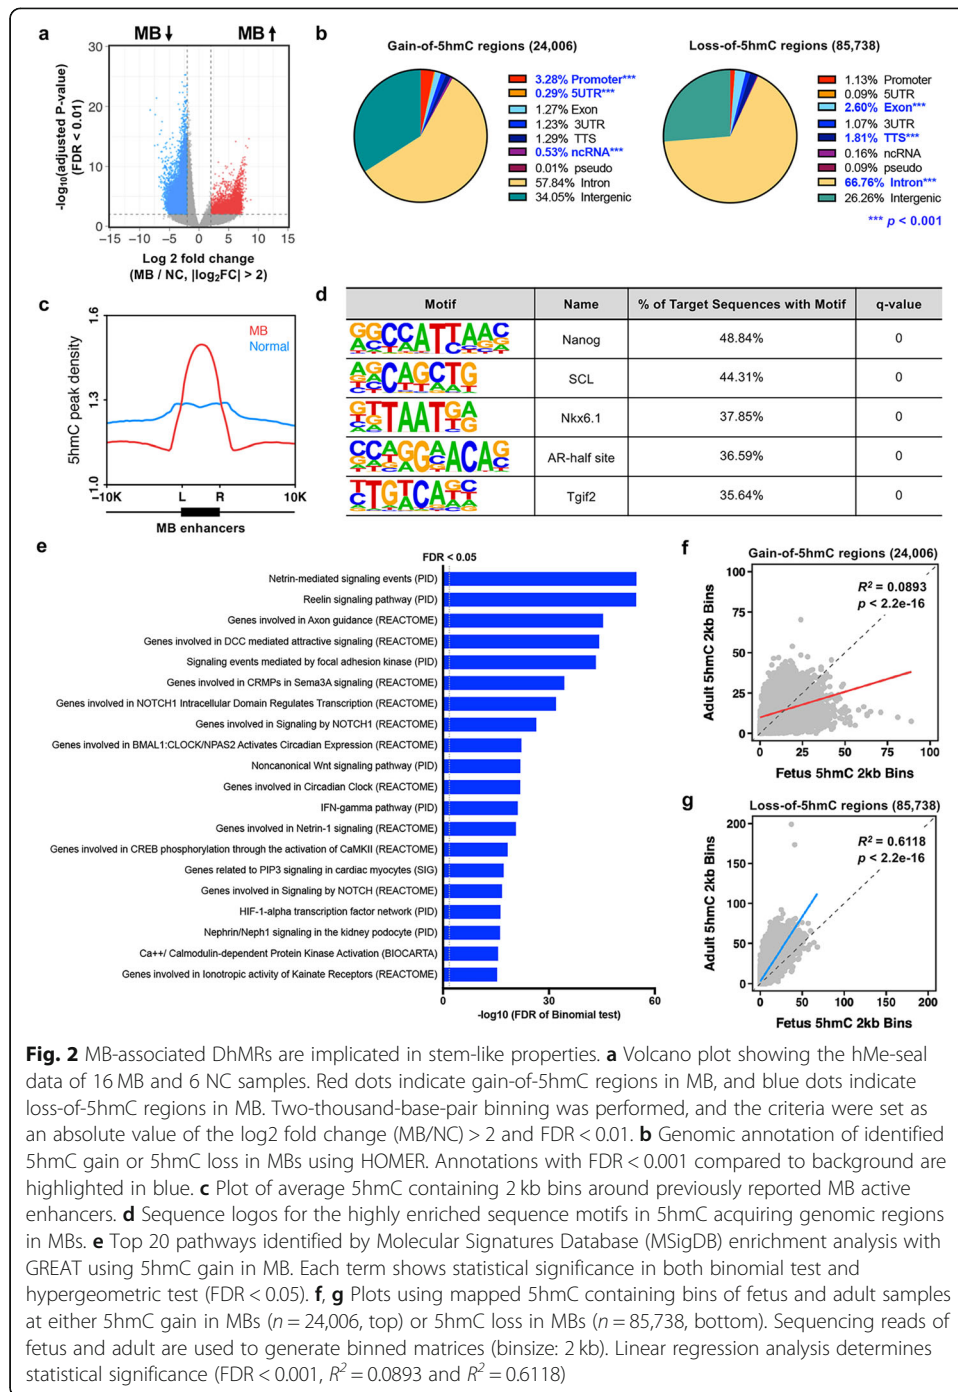 a
MB ↓ MB ↑
30
25
20
15
10
5
0
-log₁₀(adjusted P-value)
(FDR < 0.01)
−15 −10 −5 0 5 10 15
Log 2 fold change
(MB / NC, |log₂FC| > 2)
b
Gain-of-5hmC regions (24,006)
3.28% Promoter***
0.29% 5UTR***
1.27% Exon
1.23% 3UTR
1.29% TTS
0.53% ncRNA***
0.01% pseudo
57.84% Intron
34.05% Intergenic
Loss-of-5hmC regions (85,738)
1.13% Promoter
0.09% 5UTR
2.60% Exon***
1.07% 3UTR
1.81% TTS***
0.16% ncRNA
0.09% pseudo
66.76% Intron***
26.26% Intergenic
*** p < 0.001
c
1.6
1.3
1.0
5hmC peak density
MB
Normal
−10K L R 10K
MB enhancers
d
Motif Name % of Target Sequences with Motif q-value
Nanog 48.84% 0
SCL 44.31% 0
Nkx6.1 37.85% 0
AR-half site 36.59% 0
Tgif2 35.64% 0
e
FDR < 0.05
Netrin-mediated signaling events (PID)
Reelin signaling pathway (PID)
Genes involved in Axon guidance (REACTOME)
Genes involved in DCC mediated attractive signaling (REACTOME)
Signaling events mediated by focal adhesion kinase (PID)
Genes involved in CRMPs in Sema3A signaling (REACTOME)
Genes involved in NOTCH1 Intracellular Domain Regulates Transcription (REACTOME)
Genes involved in Signaling by NOTCH1 (REACTOME)
Genes involved in BMAL1:CLOCK/NPAS2 Activates Circadian Expression (REACTOME)
Noncanonical Wnt signaling pathway (PID)
Genes involved in Circadian Clock (REACTOME)
IFN-gamma pathway (PID)
Genes involved in Netrin-1 signaling (REACTOME)
Genes involved in CREB phosphorylation through the activation of CaMKII (REACTOME)
Genes related to PIP3 signaling in cardiac myocytes (SIG)
Genes involved in Signaling by NOTCH (REACTOME)
HIF-1-alpha transcription factor network (PID)
Nephrin/Neph1 signaling in the kidney podocyte (PID)
Ca++/ Calmodulin-dependent Protein Kinase Activation (BIOCARTA)
Genes involved in Ionotropic activity of Kainate Receptors (REACTOME)
0 30 60
-log10 (FDR of Binomial test)
f
Gain-of-5hmC regions (24,006)
R² = 0.0893
p < 2.2e-16
100
75
50
25
0
Adult 5hmC 2kb Bins
0 25 50 75 100
Fetus 5hmC 2kb Bins
g
Loss-of-5hmC regions (85,738)
R² = 0.6118
p < 2.2e-16
200
150
100
50
0
Adult 5hmC 2kb Bins
0 50 100 150 200
Fetus 5hmC 2kb Bins
Fig. 2 MB-associated DhMRs are implicated in stem-like properties. a Volcano plot showing the hMe-seal
data of 16 MB and 6 NC samples. Red dots indicate gain-of-5hmC regions in MB, and blue dots indicate
loss-of-5hmC regions in MB. Two-thousand-base-pair binning was performed, and the criteria were set as
an absolute value of the log2 fold change (MB/NC) > 2 and FDR < 0.01. b Genomic annotation of identified
5hmC gain or 5hmC loss in MBs using HOMER. Annotations with FDR < 0.001 compared to background are
highlighted in blue. c Plot of average 5hmC containing 2 kb bins around previously reported MB active
enhancers. d Sequence logos for the highly enriched sequence motifs in 5hmC acquiring genomic regions
in MBs. e Top 20 pathways identified by Molecular Signatures Database (MSigDB) enrichment analysis with
GREAT using 5hmC gain in MB. Each term shows statistical significance in both binomial test and
hypergeometric test (FDR < 0.05). f, g Plots using mapped 5hmC containing bins of fetus and adult samples
at either 5hmC gain in MBs (n = 24,006, top) or 5hmC loss in MBs (n = 85,738, bottom). Sequencing reads of
fetus and adult are used to generate binned matrices (binsize: 2 kb). Linear regression analysis determines
statistical significance (FDR < 0.001, R² = 0.0893 and R² = 0.6118)